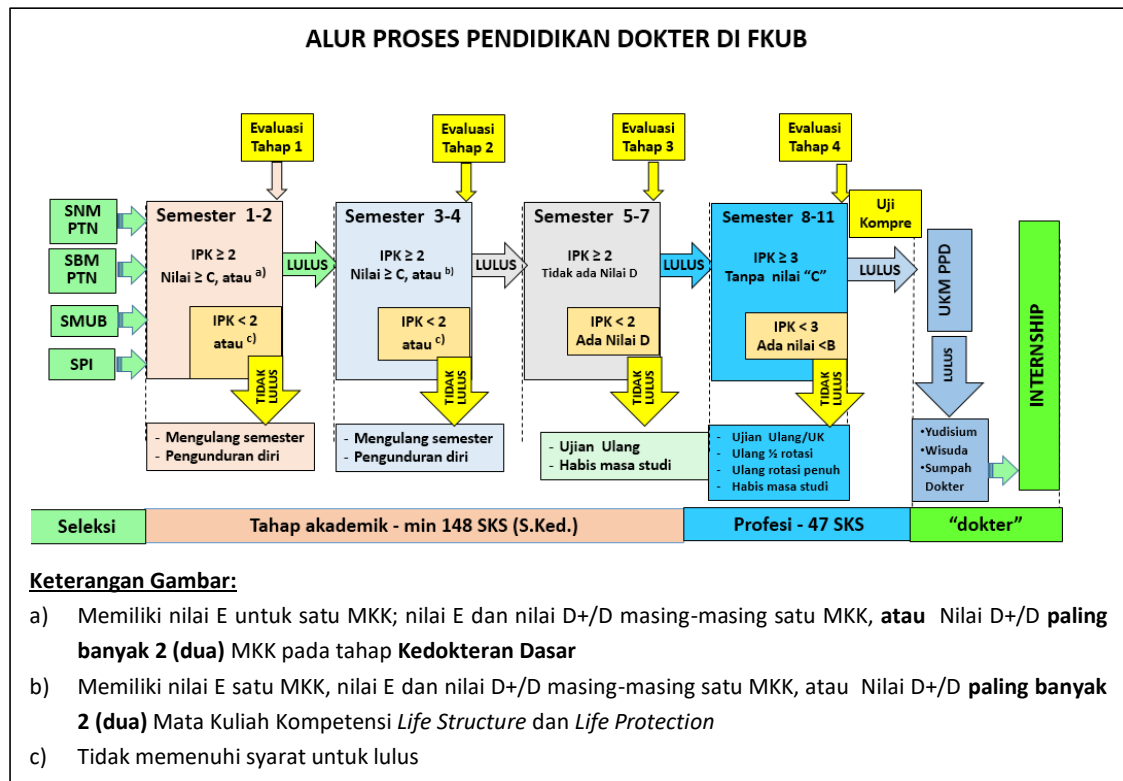 ALUR PROSES PENDIDIKAN DOKTER DI FKUB
Evaluasi
Tahap 1
Evaluasi
Tahap 2
Evaluasi
Tahap 3
Evaluasi
Tahap 4
SNM
PTN
SBM
PTN
SMUB
SPI
Semester 1-2
IPK ≥ 2
Nilai ≥ C, atau a)
IPK < 2
atau c)
LULUS
TIDAK
LULUS
- Mengulang semester
- Pengunduran diri
Semester 3-4
IPK ≥ 2
Nilai ≥ C, atau b)
IPK < 2
atau c)
LULUS
TIDAK
LULUS
- Mengulang semester
- Pengunduran diri
Semester 5-7
IPK ≥ 2
Tidak ada Nilai D
IPK < 2
Ada Nilai D
LULUS
TIDAK
LULUS
- Ujian Ulang
- Habis masa studi
Semester 8-11
IPK ≥ 3
Tanpa nilai “C”
IPK < 3
Ada nilai <B
Uji
Kompre
LULUS
TIDAK
LULUS
- Ujian Ulang/UK
- Ulang ½ rotasi
- Ulang rotasi penuh
- Habis masa studi
UKM PPD
LULUS
•Yudisium
•Wisuda
•Sumpah
Dokter
INTERNSHIP
Seleksi
Tahap akademik - min 148 SKS (S.Ked.)
Profesi - 47 SKS
“dokter”
Keterangan Gambar:
a) Memiliki nilai E untuk satu MKK; nilai E dan nilai D+/D masing-masing satu MKK, atau Nilai D+/D paling
banyak 2 (dua) MKK pada tahap Kedokteran Dasar
b) Memiliki nilai E satu MKK, nilai E dan nilai D+/D masing-masing satu MKK, atau Nilai D+/D paling banyak
2 (dua) Mata Kuliah Kompetensi Life Structure dan Life Protection
c) Tidak memenuhi syarat untuk lulus